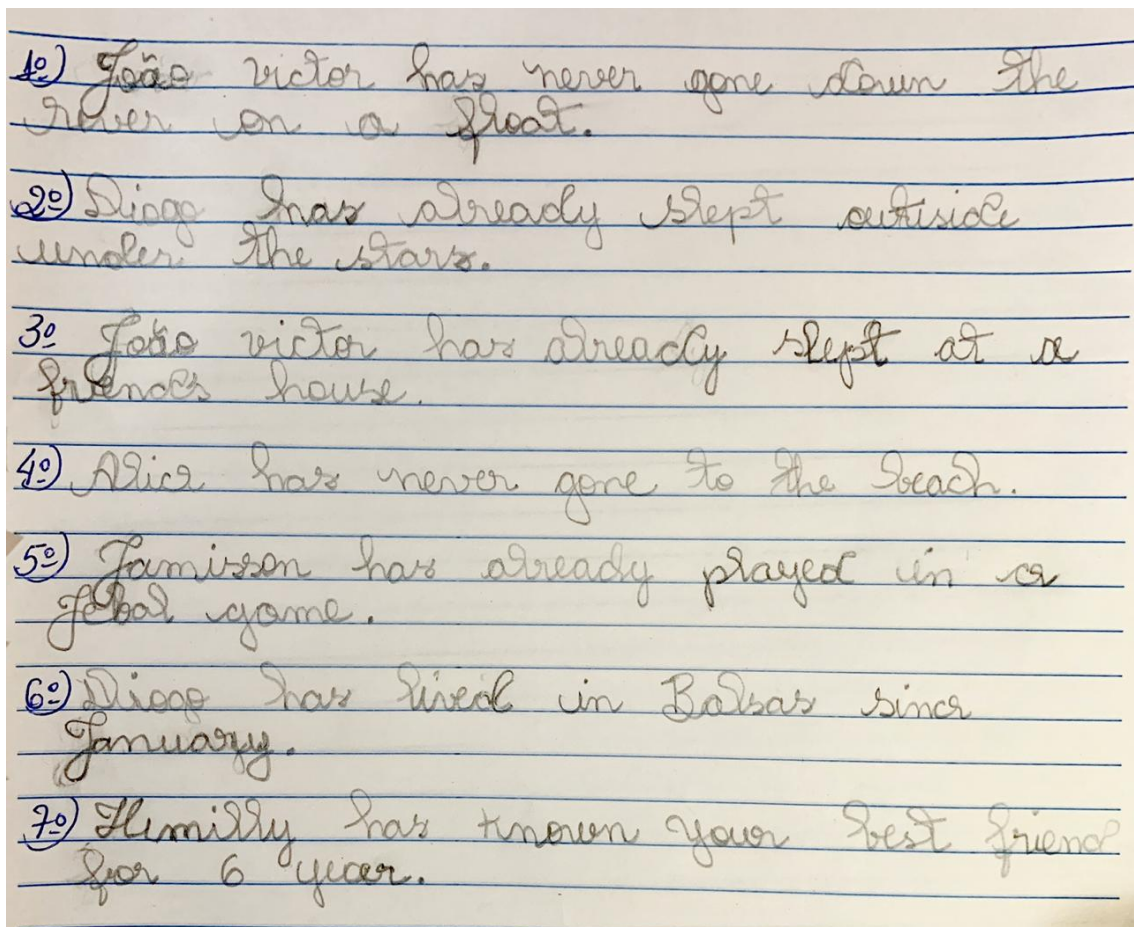 1º) João victor has never gone down the
river on a float.
2º) Diogo has already slept outside
under the stars.
3º João victor has already slept at a
friends house.
4º) Alice has never gone to the beach.
5º) Jamisson has already played in a
game.
6º) Diogo has lived in Balsas since
January.
7º) Hemilly has known your best friend
for 6 year.